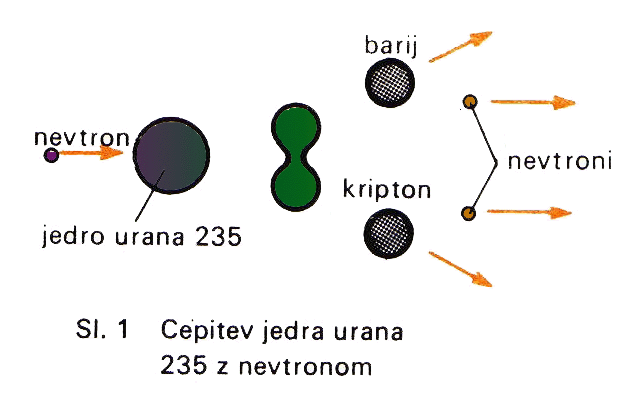 barij
nevtron
nevtroni
kripton
jedro urana 235
Sl. 1 Cepitev jedra urana
235 z nevtronom